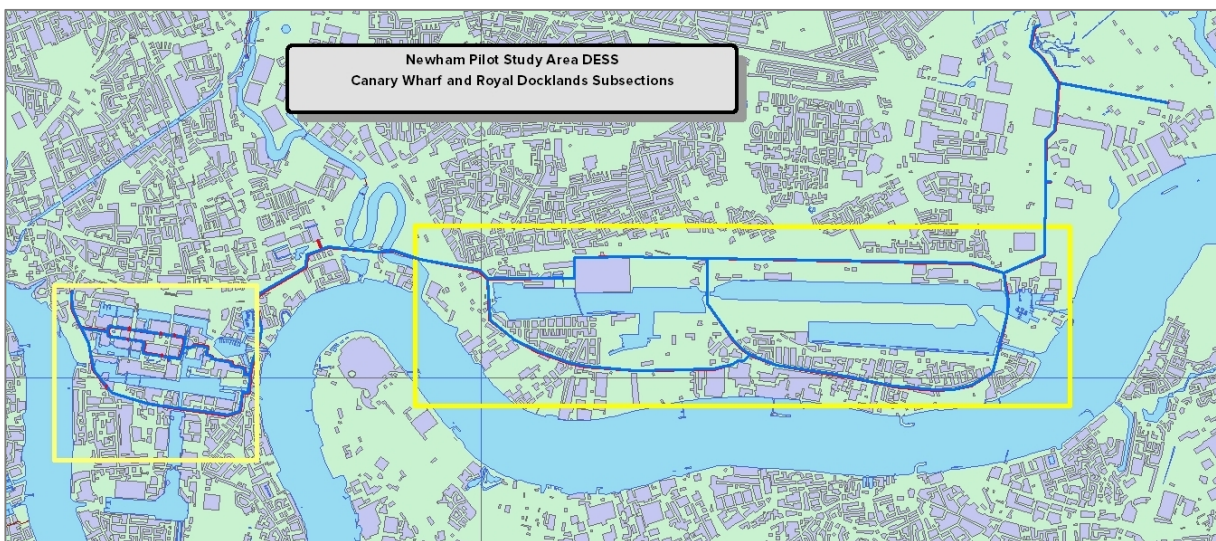 Newham Pilot Study Area DESS
Canary Wharf and Royal Docklands Subsections